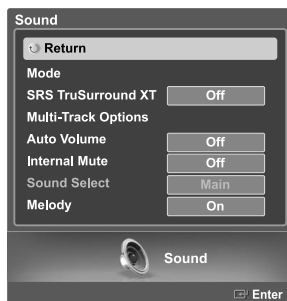 Sound
Return
Mode
SRS TruSurround XT Off
Multi-Track Options
Auto Volume Off
Internal Mute Off
Sound Select Main
Melody On
Sound
Enter